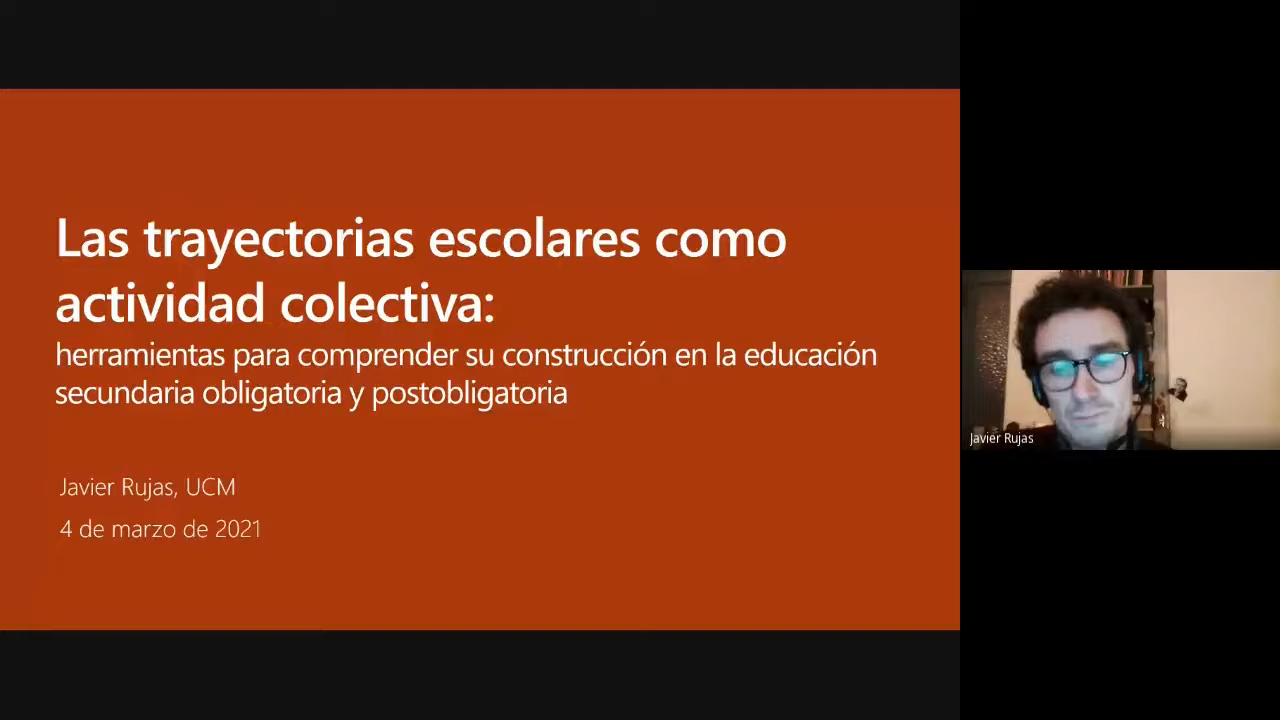 Las trayectorias escolares como
actividad colectiva:
herramientas para comprender su construcción en la educación
secundaria obligatoria y postobligatoria
Javier Rujas, UCM
4 de marzo de 2021
Javier Rujas